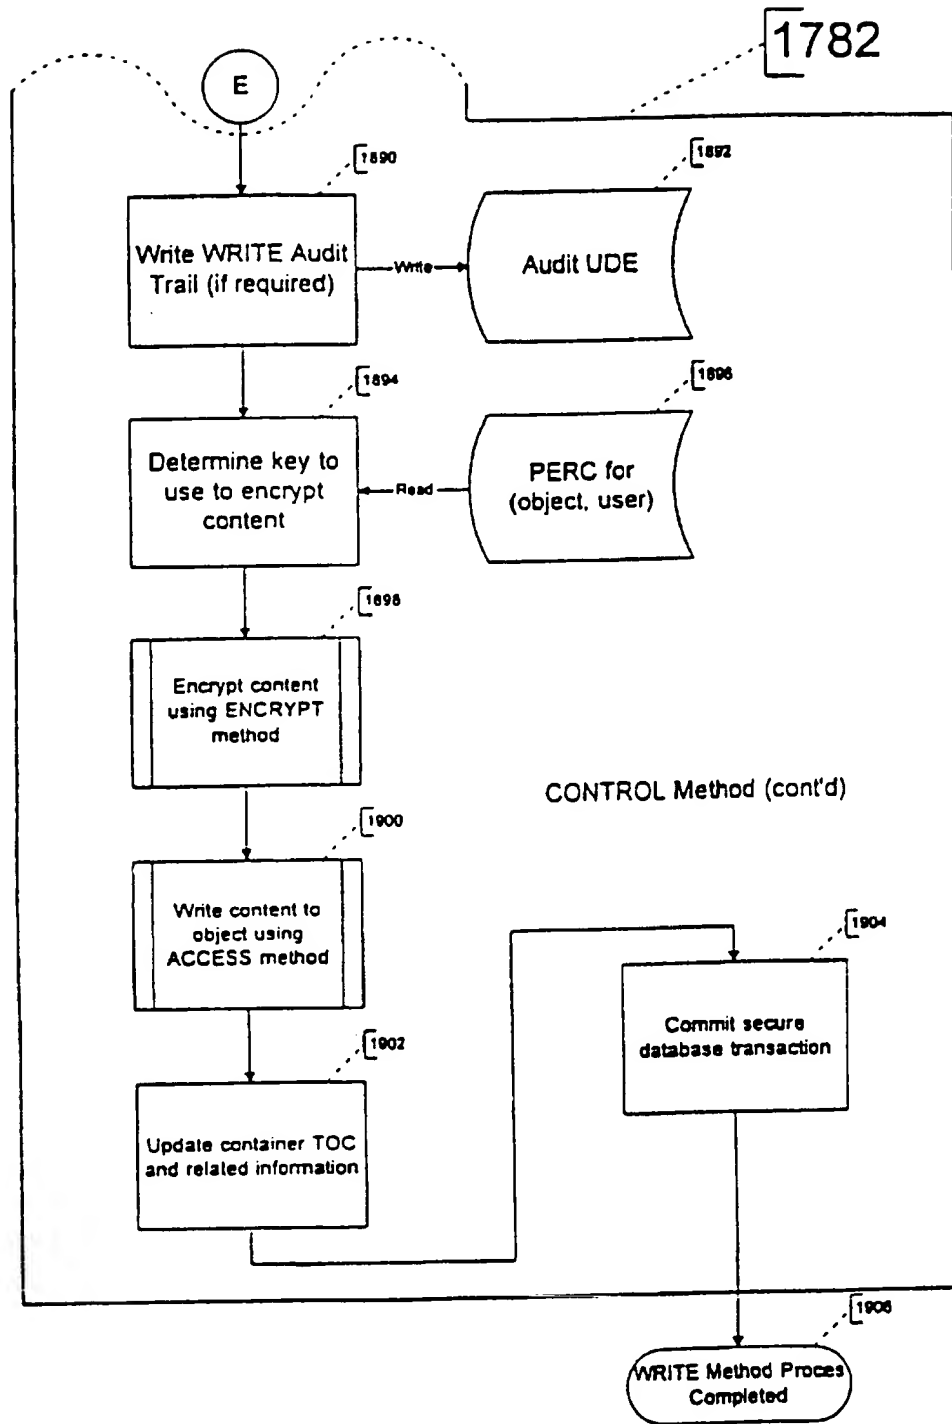 1782
E
1890
1892
Write WRITE Audit
Trail (if required)
Write
Audit UDE
1894
1896
Determine key to
use to encrypt
content
Read
PERC for
(object, user)
1898
Encrypt content
using ENCRYPT
method
CONTROL Method (cont'd)
1900
Write content to
object using
ACCESS method
1904
Commit secure
database transaction
1902
Update container TOC
and related information
1906
WRITE Method Proces
Completed